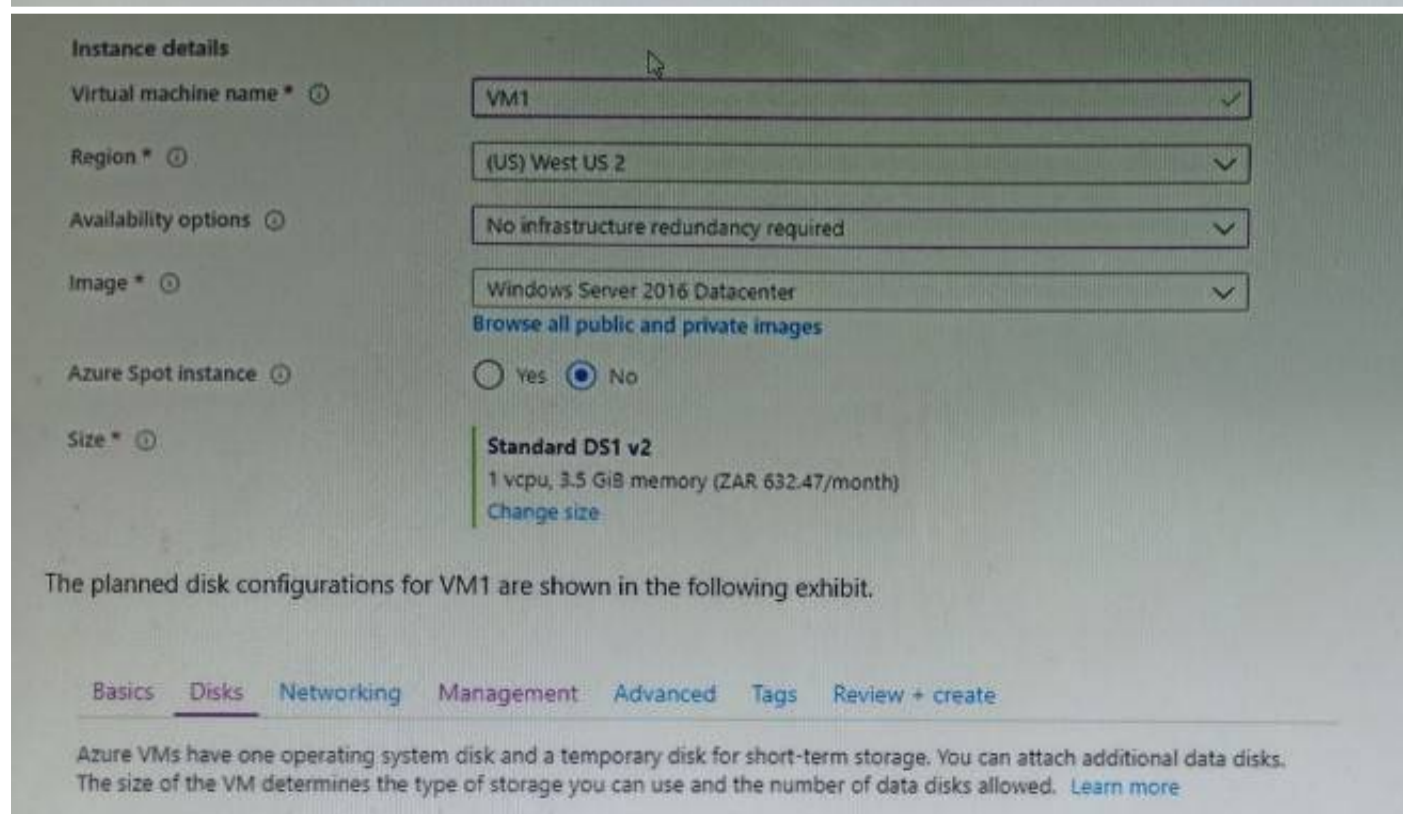 Instance details
Virtual machine name *
VM1
Region *
(US) West US 2
Availability options
No infrastructure redundancy required
Image *
Windows Server 2016 Datacenter
Browse all public and private images
Azure Spot instance
Yes No
Size *
Standard DS1 v2
1 vcpu, 3.5 GiB memory (ZAR 632.47/month)
Change size
The planned disk configurations for VM1 are shown in the following exhibit.
Basics Disks Networking Management Advanced Tags Review + create
Azure VMs have one operating system disk and a temporary disk for short-term storage. You can attach additional data disks.
The size of the VM determines the type of storage you can use and the number of data disks allowed. Learn more